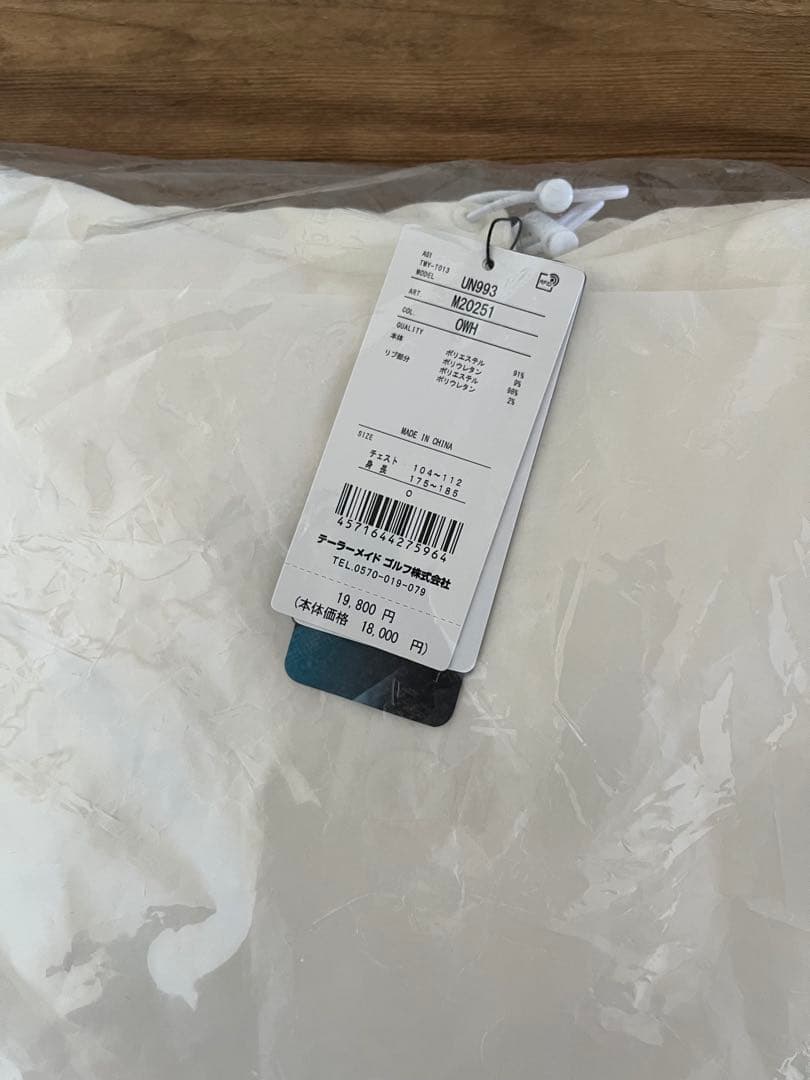 A01
TMY-T013
MODEL UN993
ART M20251
COL. OWH
QUALITY
本体 ポリエステル 91%
ポリウレタン 9%
リブ部分 ポリエステル 98%
ポリウレタン 2%
MADE IN CHINA
SIZE
チェスト 104~112
身長 175~185
O
4571644275964
テーラーメイド ゴルフ株式会社
TEL.0570-019-079
19,800 円
(本体価格 18,000 円)